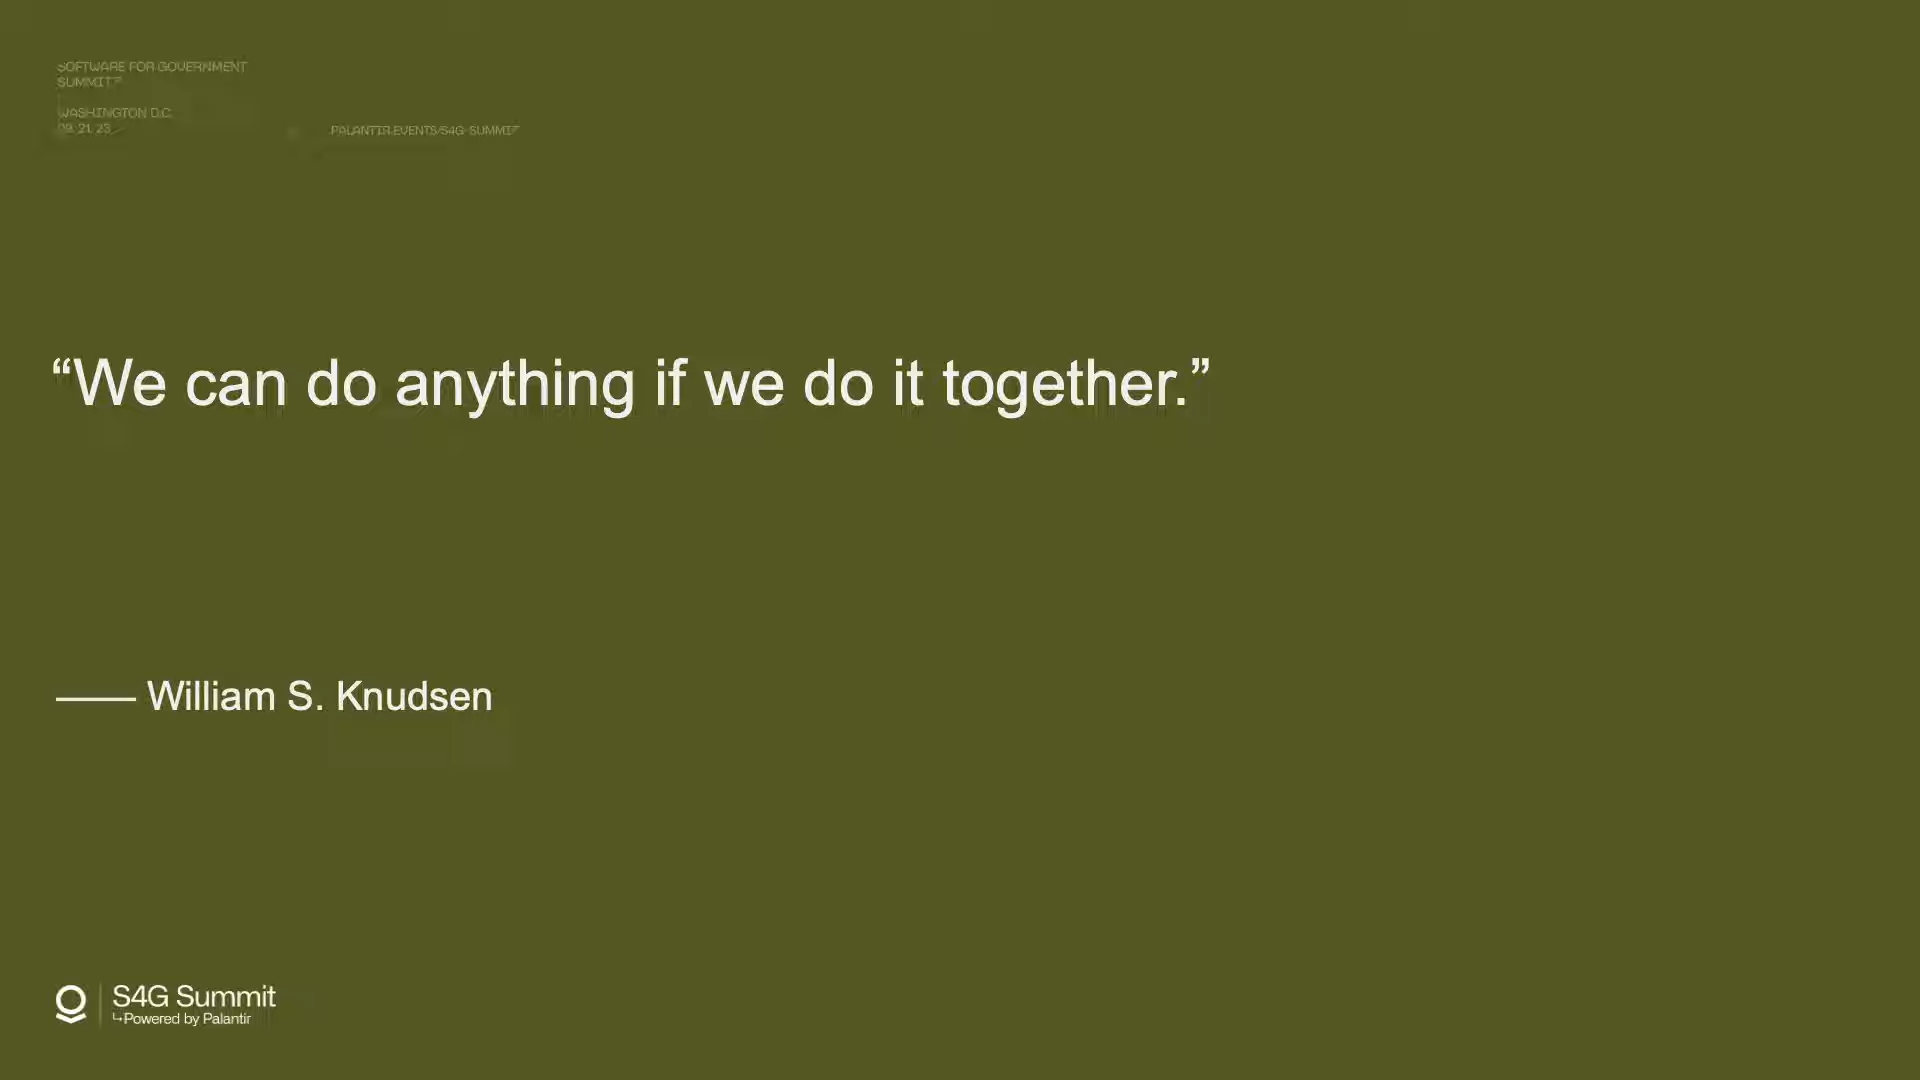 SOFTWARE FOR GOVERNMENT
SUMMIT
WASHINGTON D.C.
09. 21. 23
PALANTIR.EVENTS/S4G-SUMMIT
“We can do anything if we do it together.”
—— William S. Knudsen
S4G Summit
↳Powered by Palantir